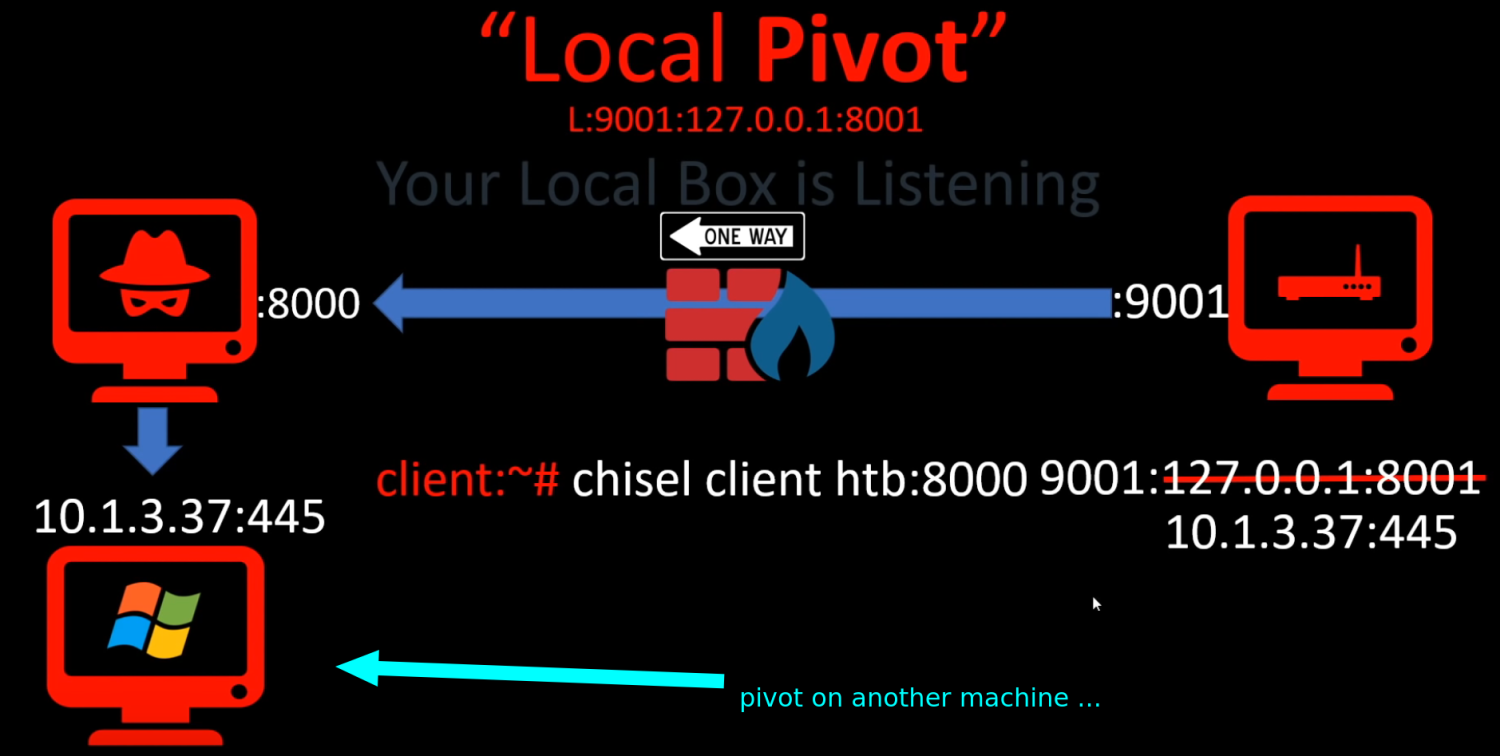 “Local Pivot”
L:9001:127.0.0.1:8001
Your Local Box is Listening
ONE WAY
:8000
:9001
client:~# chisel client htb:8000 9001:127.0.0.1:8001
10.1.3.37:445
10.1.3.37:445
pivot on another machine ...